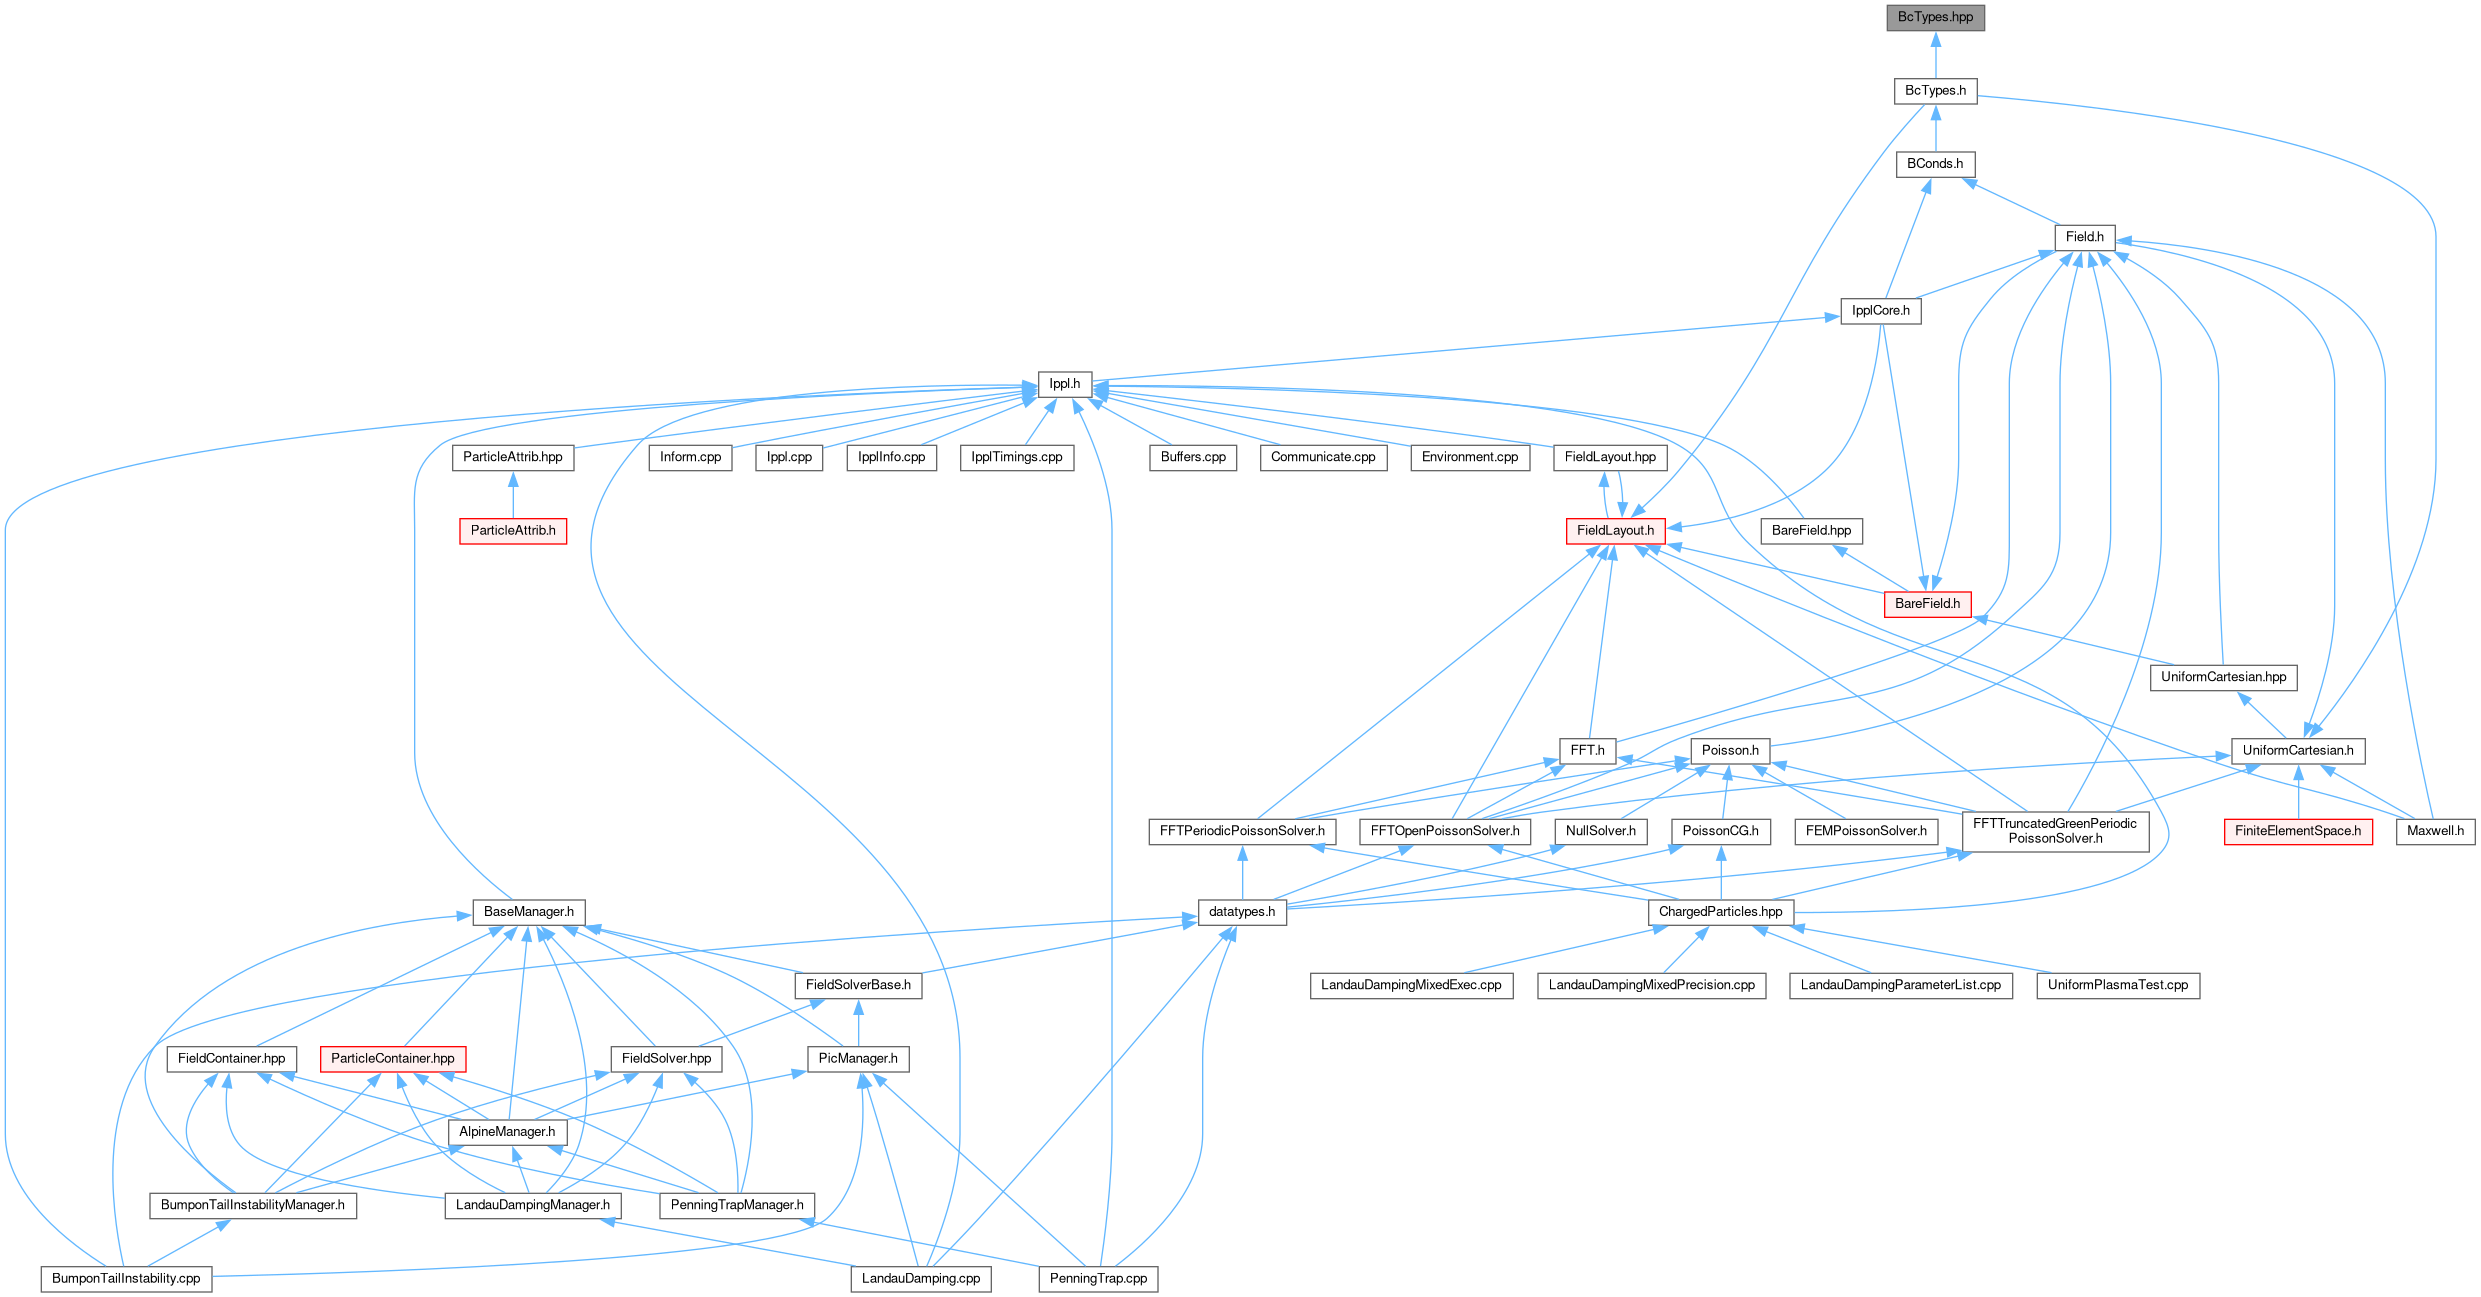 BcTypes.hpp
BcTypes.h
BConds.h
Field.h
IpplCore.h
Ippl.h
ParticleAttrib.hpp
Inform.cpp
Ippl.cpp
IpplInfo.cpp
IpplTimings.cpp
Buffers.cpp
Communicate.cpp
Environment.cpp
FieldLayout.hpp
ParticleAttrib.h
FieldLayout.h
BareField.hpp
BareField.h
UniformCartesian.hpp
FFT.h
Poisson.h
UniformCartesian.h
FFTPeriodicPoissonSolver.h
FFTOpenPoissonSolver.h
NullSolver.h
PoissonCG.h
FEMPoissonSolver.h
FFTTruncatedGreenPeriodic
PoissonSolver.h
FiniteElementSpace.h
Maxwell.h
BaseManager.h
datatypes.h
ChargedParticles.hpp
FieldSolverBase.h
LandauDampingMixedExec.cpp
LandauDampingMixedPrecision.cpp
LandauDampingParameterList.cpp
UniformPlasmaTest.cpp
FieldContainer.hpp
ParticleContainer.hpp
FieldSolver.hpp
PicManager.h
AlpineManager.h
BumponTailInstabilityManager.h
LandauDampingManager.h
PenningTrapManager.h
BumponTailInstability.cpp
LandauDamping.cpp
PenningTrap.cpp